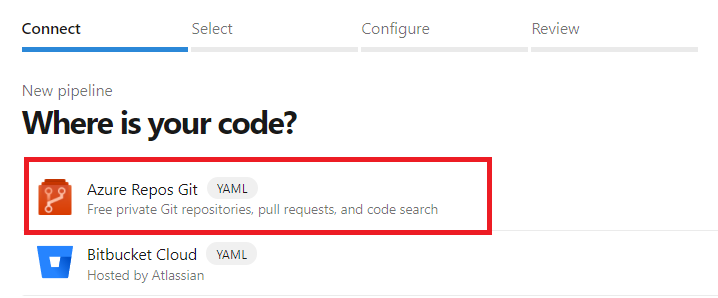 Connect Select Configure Review
New pipeline
Where is your code?
Azure Repos Git YAML
Free private Git repositories, pull requests, and code search
Bitbucket Cloud YAML
Hosted by Atlassian